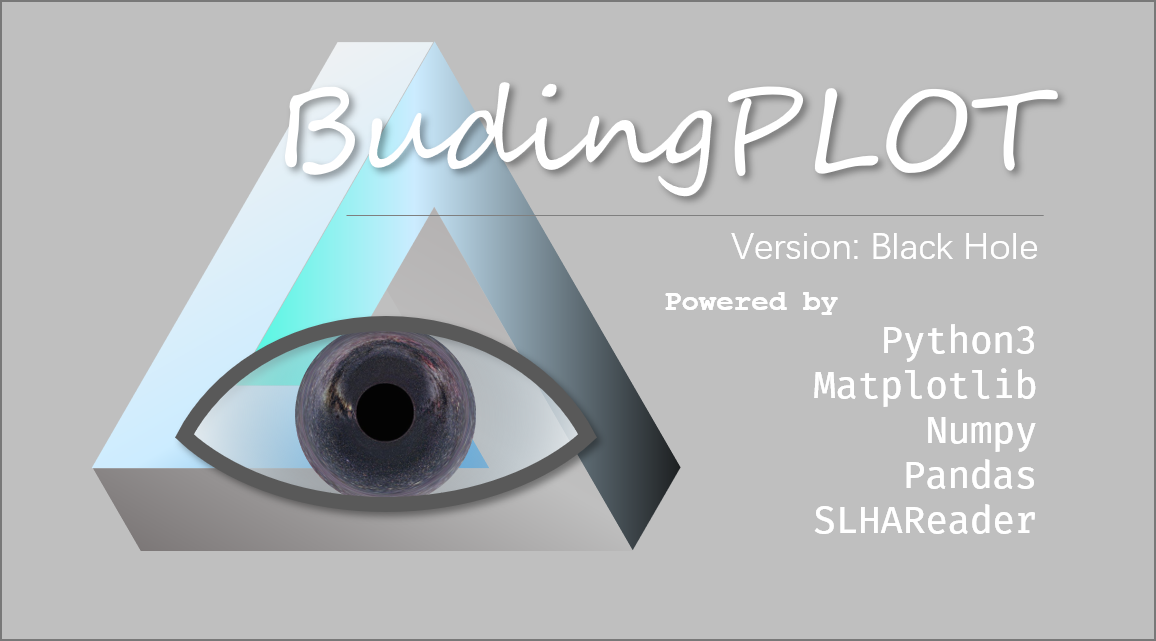 BudingPLOT
Version: Black Hole
Powered by
Python3
Matplotlib
Numpy
Pandas
SLHAReader